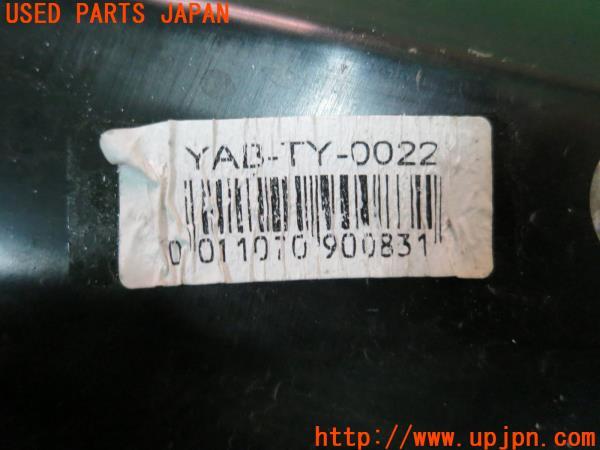 USED PARTS JAPAN
YAB-TY-0022
0 011070 900831
http://www.upjpn.com